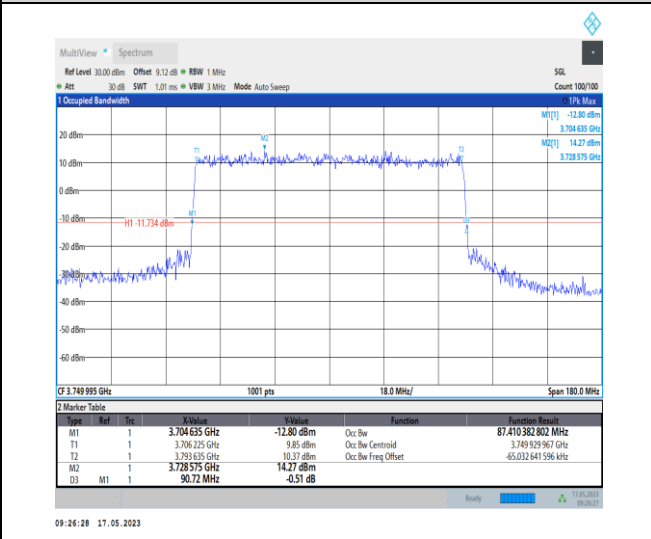 MultiView Spectrum
Ref Level 30.00 dBm Offset 9.12 dB RBW 1 MHz SGL
Att 30 dB SWT 1.01 ms VBW 3 MHz Mode Auto Sweep Count 100/100
1 Occupied Bandwidth 1Pk Max
M1[1] -12.80 dBm
3.704 635 GHz
M2[1] 14.27 dBm
3.728 575 GHz
20 dBm
10 dBm
0 dBm
-10 dBm
-20 dBm
-30 dBm
-40 dBm
-50 dBm
-60 dBm
T1
M2
T2
M1
H1 -11.734 dBm
CF 3.749 995 GHz 1001 pts 18.0 MHz/ Span 180.0 MHz
2 Marker Table
Type Ref Trc X-Value Y-Value Function Function Result
M1 1 3.704 635 GHz -12.80 dBm Occ Bw 87.410 382 802 MHz
T1 1 3.706 225 GHz 9.85 dBm Occ Bw Centroid 3.749 929 967 GHz
T2 1 3.793 635 GHz 10.37 dBm Occ Bw Freq Offset -65.032 641 596 kHz
M2 1 3.728 575 GHz 14.27 dBm
D3 M1 1 90.72 MHz -0.51 dB
Ready 17.05.2023
09:26:27
09:26:28 17.05.2023